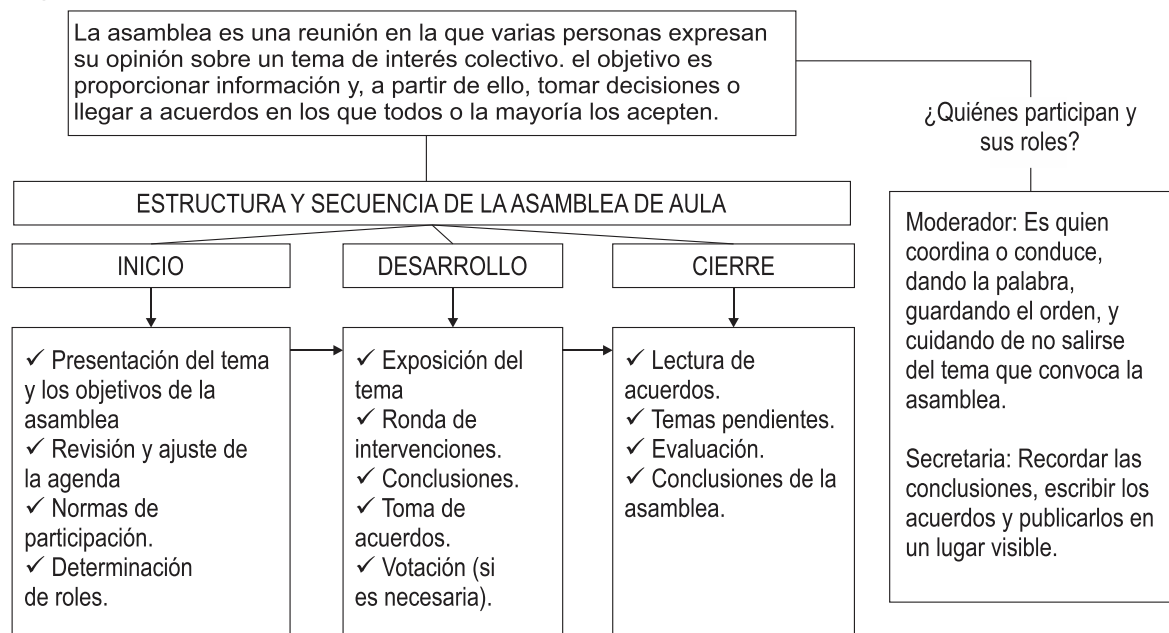 La asamblea es una reunión en la que varias personas expresan
su opinión sobre un tema de interés colectivo. el objetivo es
proporcionar información y, a partir de ello, tomar decisiones o
llegar a acuerdos en los que todos o la mayoría los acepten.
¿Quiénes participan y
sus roles?
ESTRUCTURA Y SECUENCIA DE LA ASAMBLEA DE AULA
INICIO
✓ Presentación del tema
y los objetivos de la
asamblea
✓ Revisión y ajuste de
la agenda
✓ Normas de
participación.
✓ Determinación
de roles.
DESARROLLO
✓ Exposición del
tema
✓ Ronda de
intervenciones.
✓ Conclusiones.
✓ Toma de
acuerdos.
✓ Votación (si
es necesaria).
CIERRE
✓ Lectura de
acuerdos.
✓ Temas pendientes.
✓ Evaluación.
✓ Conclusiones de la
asamblea.
Moderador: Es quien
coordina o conduce,
dando la palabra,
guardando el orden, y
cuidando de no salirse
del tema que convoca la
asamblea.
Secretaria: Recordar las
conclusiones, escribir los
acuerdos y publicarlos en
un lugar visible.